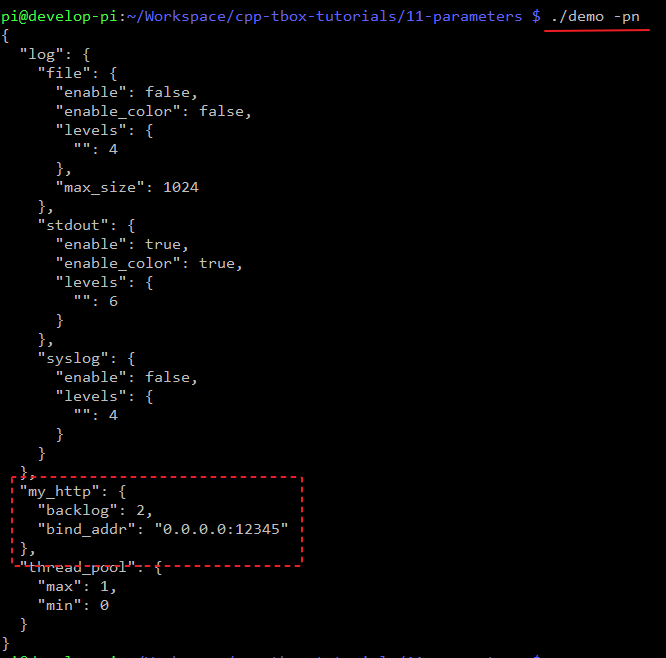 pi@develop-pi:~/Workspace/cpp-tbox-tutorials/11-parameters $ ./demo -pn
{
  "log": {
    "file": {
      "enable": false,
      "enable_color": false,
      "levels": {
        "": 4
      },
      "max_size": 1024
    },
    "stdout": {
      "enable": true,
      "enable_color": true,
      "levels": {
        "": 6
      }
    },
    "syslog": {
      "enable": false,
      "levels": {
        "": 4
      }
    }
  },
  "my_http": {
    "backlog": 2,
    "bind_addr": "0.0.0.0:12345"
  },
  "thread_pool": {
    "max": 1,
    "min": 0
  }
}